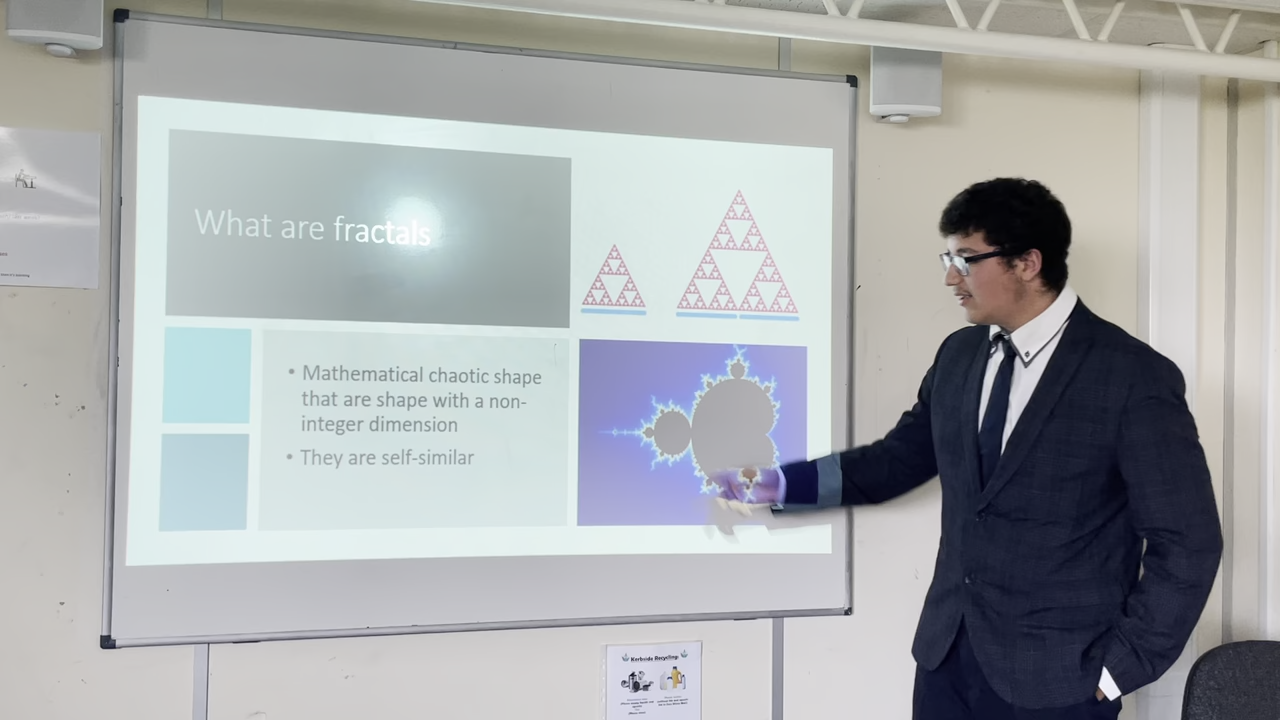 What are fractals
• Mathematical chaotic shape
that are shape with a non-
integer dimension
• They are self-similar
Kerbside Recycling